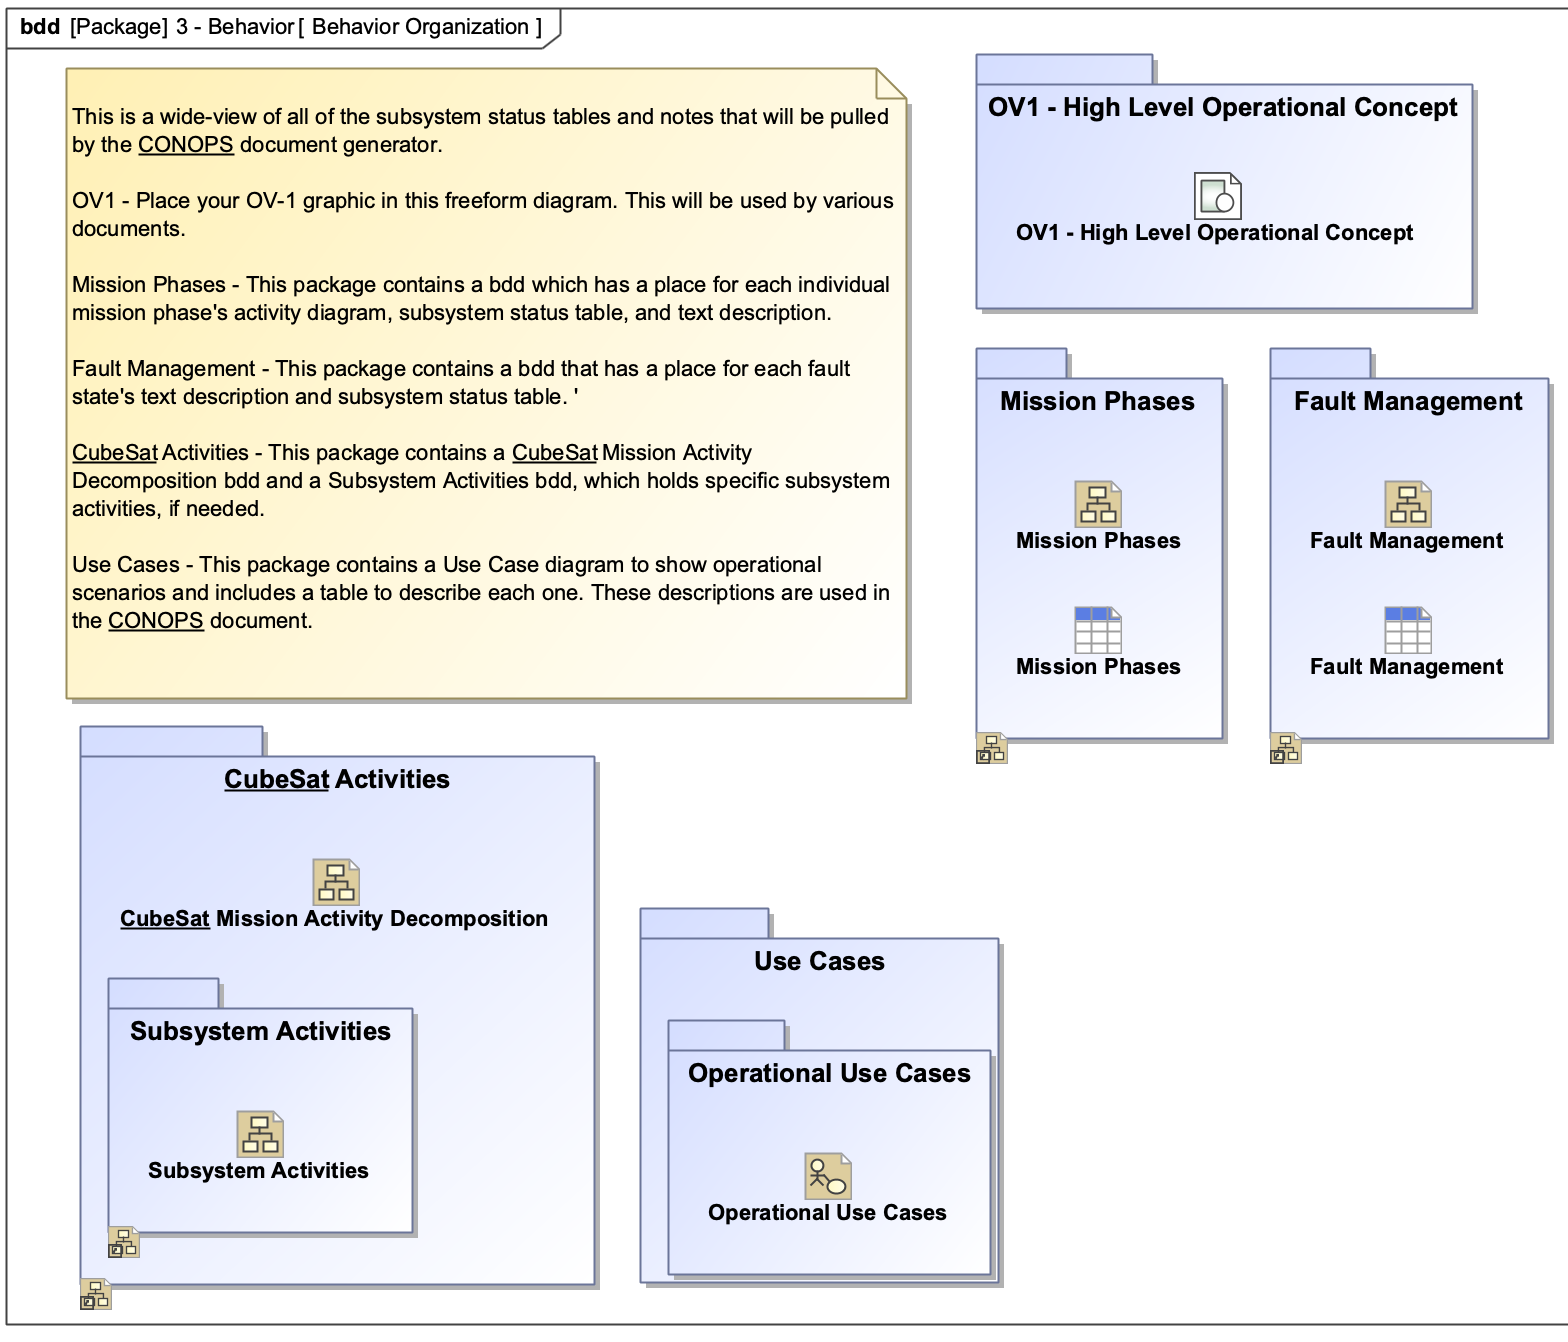 bdd [Package] 3 - Behavior [ Behavior Organization ]
This is a wide-view of all of the subsystem status tables and notes that will be pulled
by the CONOPS document generator.
OV1 - Place your OV-1 graphic in this freeform diagram. This will be used by various
documents.
Mission Phases - This package contains a bdd which has a place for each individual
mission phase's activity diagram, subsystem status table, and text description.
Fault Management - This package contains a bdd that has a place for each fault
state's text description and subsystem status table. '
CubeSat Activities - This package contains a CubeSat Mission Activity
Decomposition bdd and a Subsystem Activities bdd, which holds specific subsystem
activities, if needed.
Use Cases - This package contains a Use Case diagram to show operational
scenarios and includes a table to describe each one. These descriptions are used in
the CONOPS document.
OV1 - High Level Operational Concept
OV1 - High Level Operational Concept
Mission Phases
Mission Phases
Mission Phases
Fault Management
Fault Management
Fault Management
CubeSat Activities
CubeSat Mission Activity Decomposition
Subsystem Activities
Subsystem Activities
Use Cases
Operational Use Cases
Operational Use Cases